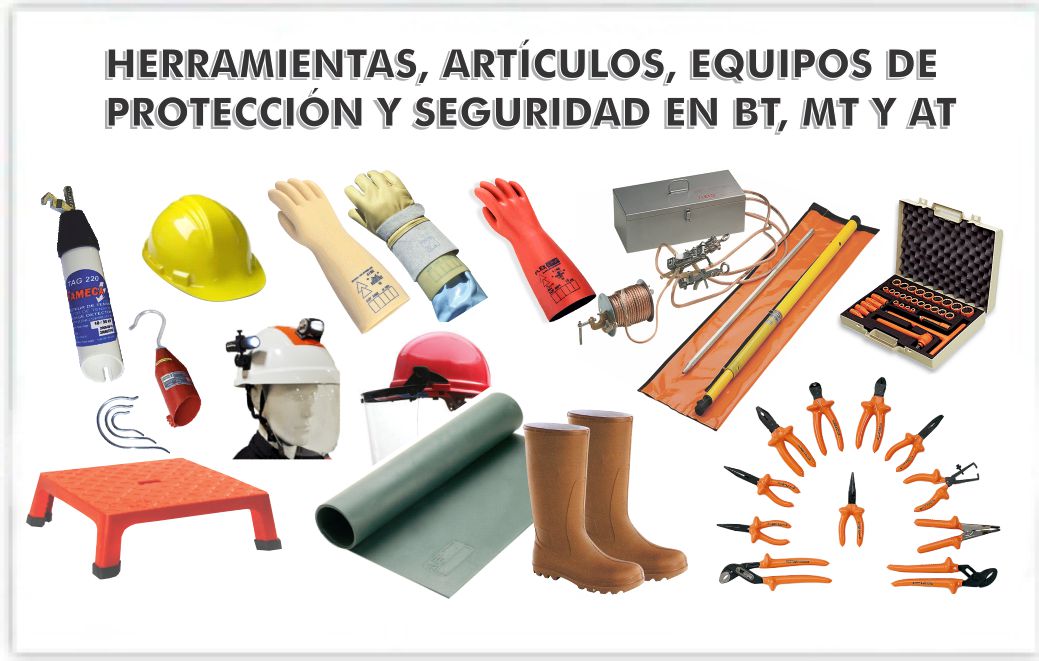 HERRAMIENTAS, ARTÍCULOS, EQUIPOS DE
PROTECCIÓN Y SEGURIDAD EN BT, MT Y AT
TAG 220